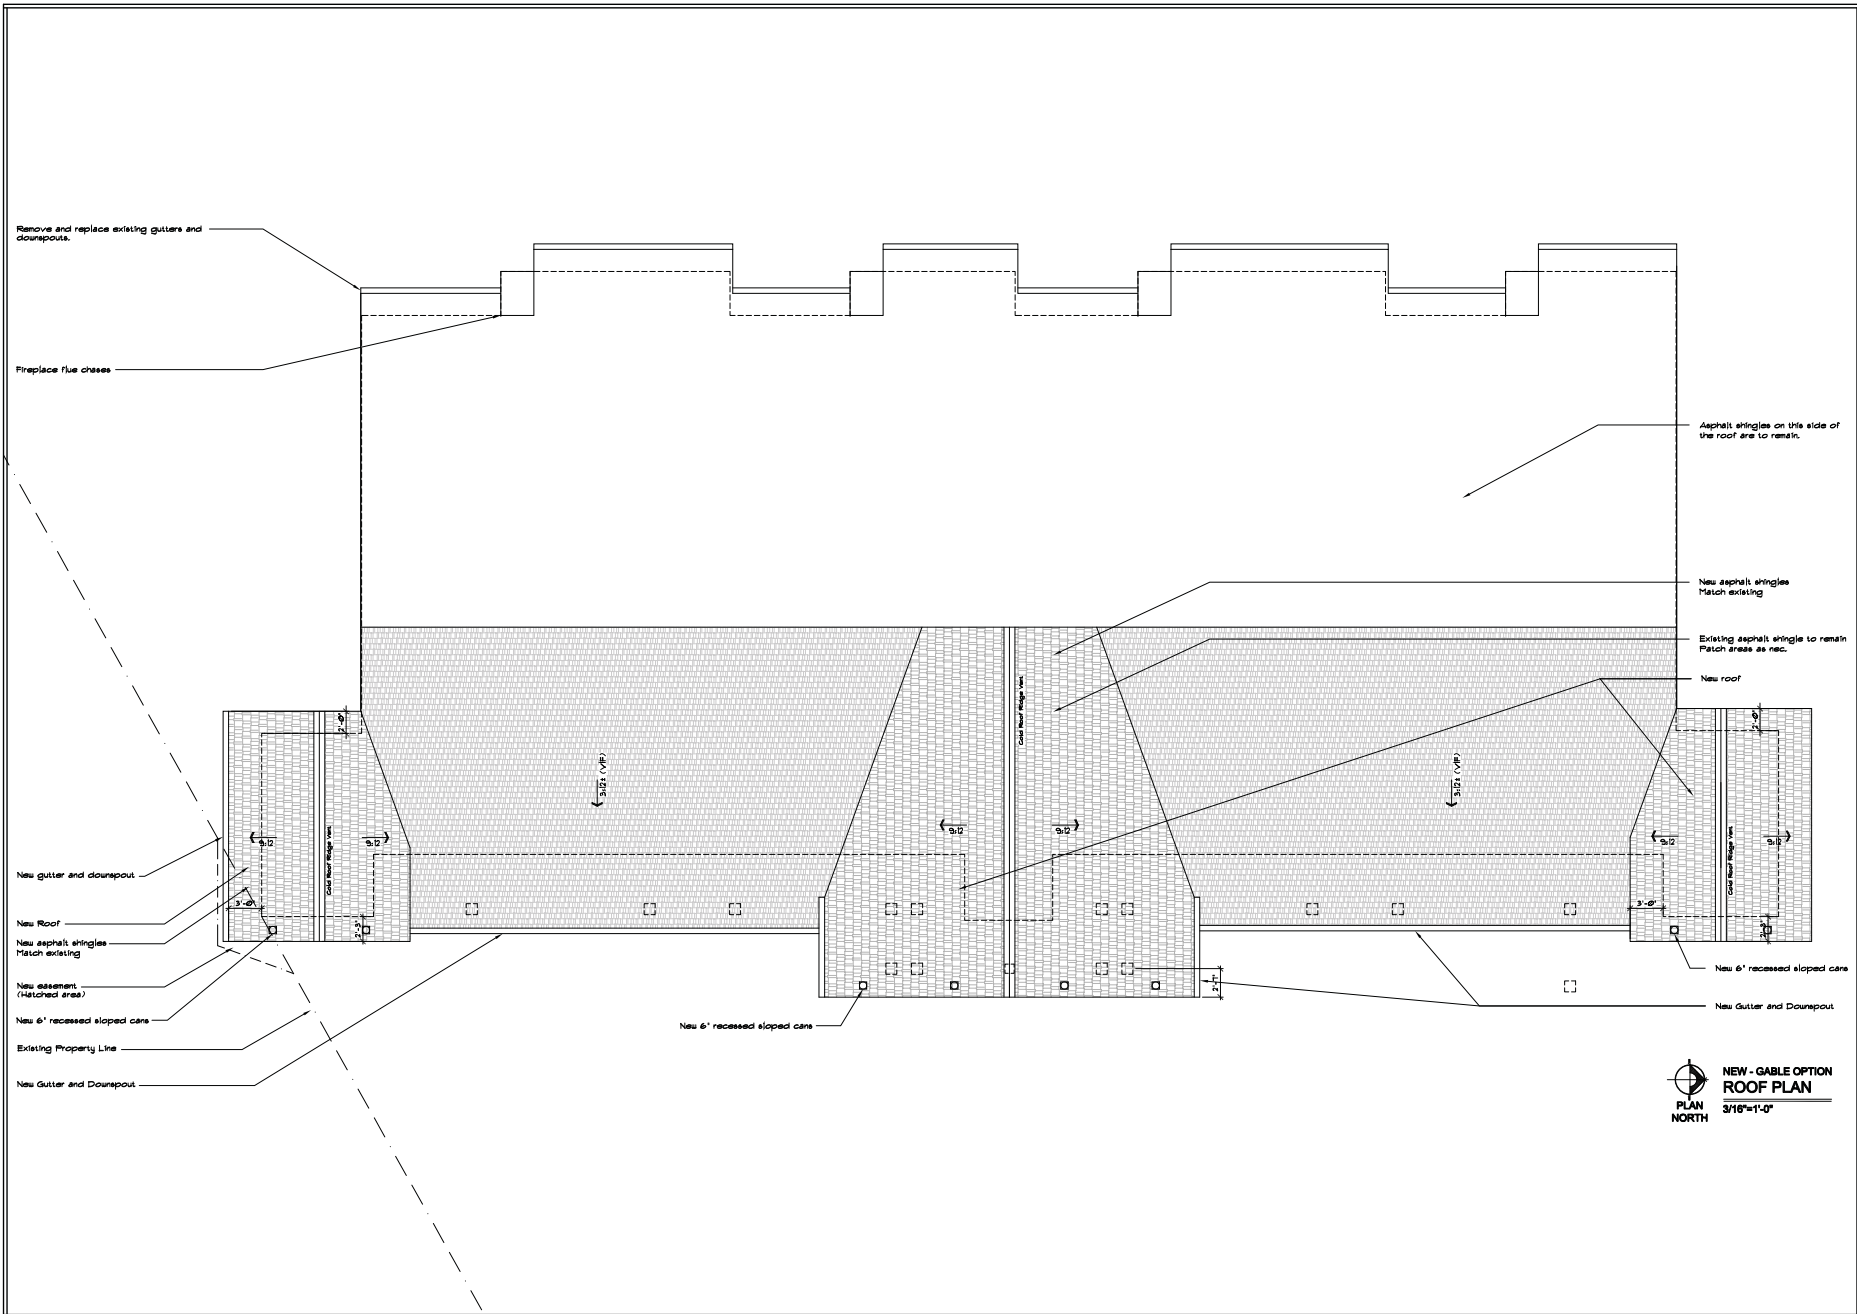 Remove and replace existing gutters and
downspouts.
Fireplace flue chases
Asphalt shingles on this side of
the roof are to remain.
New asphalt shingles
Match existing
Existing asphalt shingle to remain
Patch areas as nec.
New roof
Cold Roof Ridge Vent
3:12± (VIF)
3:12± (VIF)
2'-0"
2'-0"
9:12
9:12
9:12
9:12
9:12
9:12
Cold Roof Ridge Vent
Cold Roof Ridge Vent
New gutter and downspout
New Roof
New asphalt shingles
Match existing
New easement
(Hatched area)
New 6" recessed sloped cans
Existing Property Line
New Gutter and Downspout
3'-0"
2'-3"
3'-0"
2'-3"
2'-7"
New 6" recessed sloped cans
New 6" recessed sloped cans
New Gutter and Downspout
PLAN
NORTH
NEW - GABLE OPTION
ROOF PLAN
3/16"=1'-0"